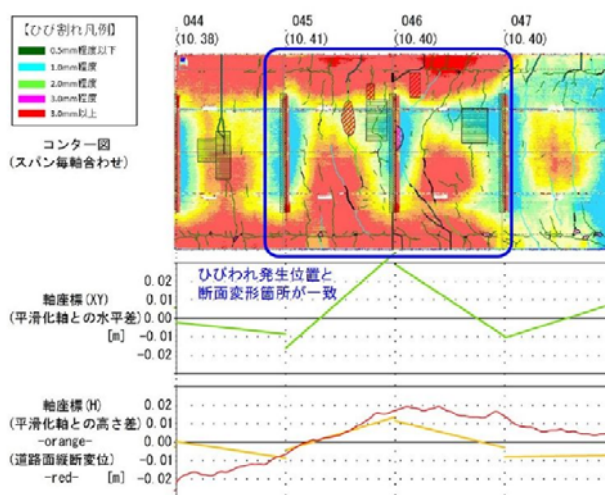 【ひび割れ凡例】
0.5mm程度以下
1.0mm程度
2.0mm程度
3.0mm程度
3.0mm以上
コンター図
(スパン毎軸合わせ)
044 045 046 047
(10.38) (10.41) (10.40) (10.40)
ひびわれ発生位置と
断面変形箇所が一致
軸座標(XY)
(平滑化軸との水平差)
[m]
0.02
0.01
0.00
-0.01
-0.02
軸座標(H)
(平滑化軸との高さ差)
-orange-
(道路面縦断変位)
-red- [m]
0.02
0.01
0.00
-0.01
-0.02